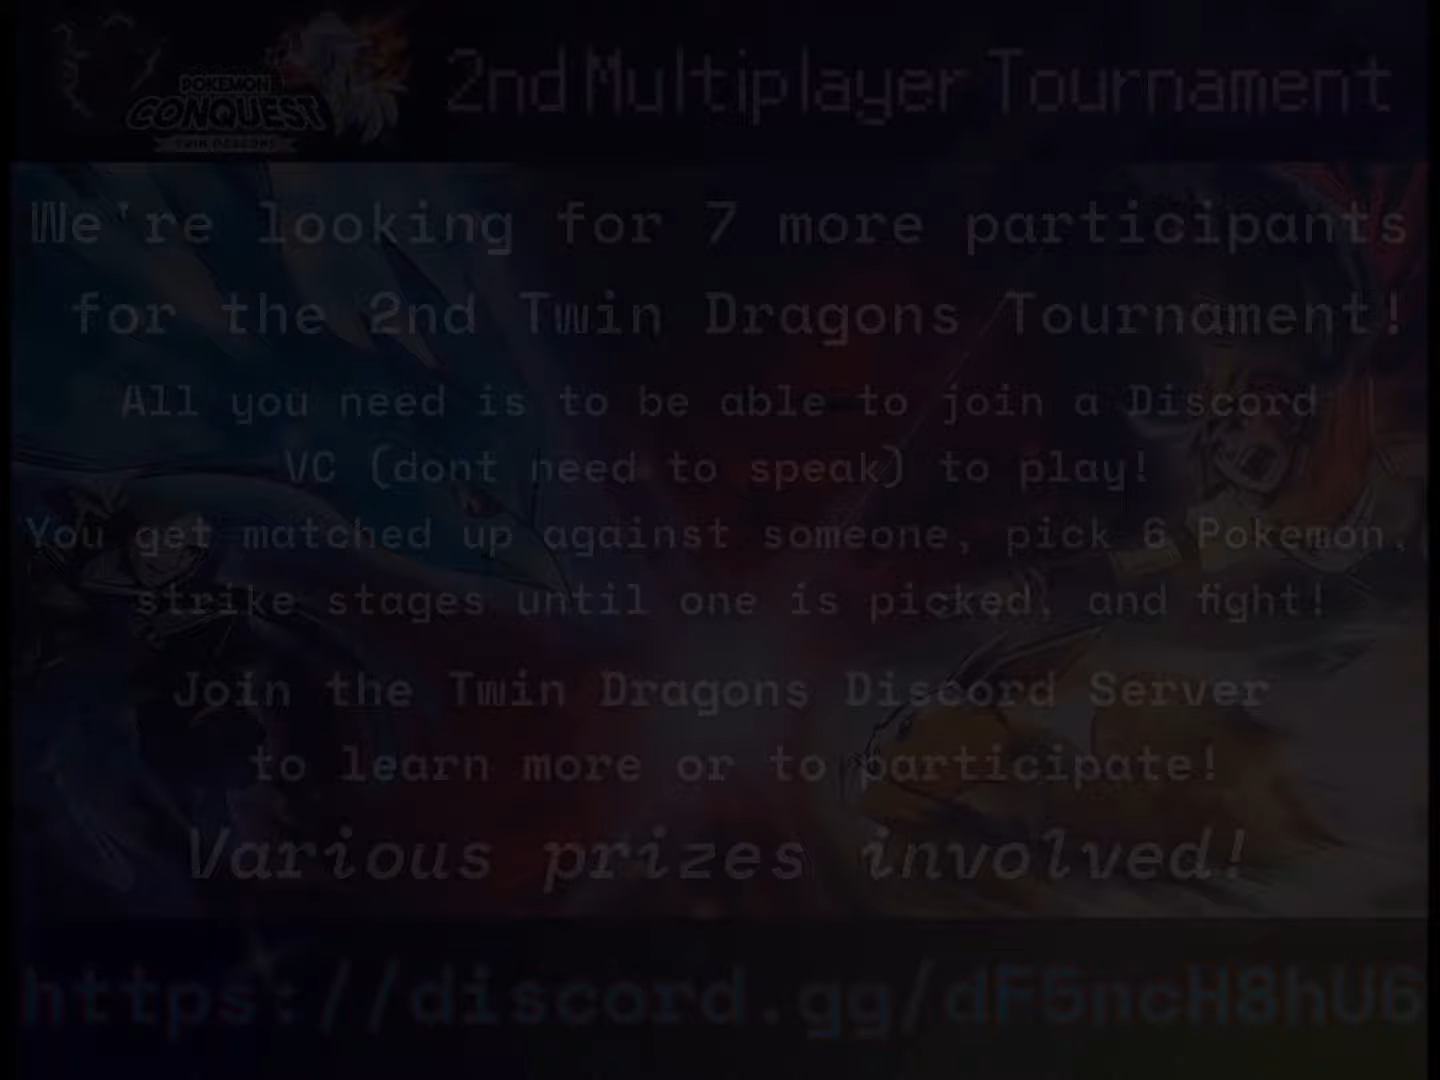 POKEMON
CONQUEST
TWIN DRAGONS
2nd Multiplayer Tournament
We're looking for 7 more participants
for the 2nd Twin Dragons Tournament!
All you need is to be able to join a Discord
VC (dont need to speak) to play!
You get matched up against someone, pick 6 Pokemon,
strike stages until one is picked, and fight!
Join the Twin Dragons Discord Server
to learn more or to participate!
Various prizes involved!
https://discord.gg/dF5ncH8hU6